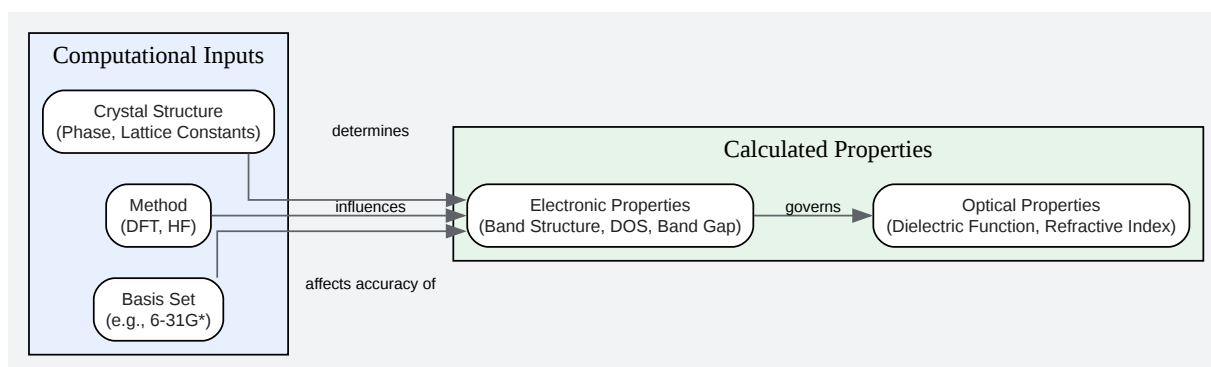 Computational Inputs
Crystal Structure
(Phase, Lattice Constants)
Method
(DFT, HF)
Basis Set
(e.g., 6-31G*)
determines
influences
affects accuracy of
Calculated Properties
Electronic Properties
(Band Structure, DOS, Band Gap)
governs
Optical Properties
(Dielectric Function, Refractive Index)